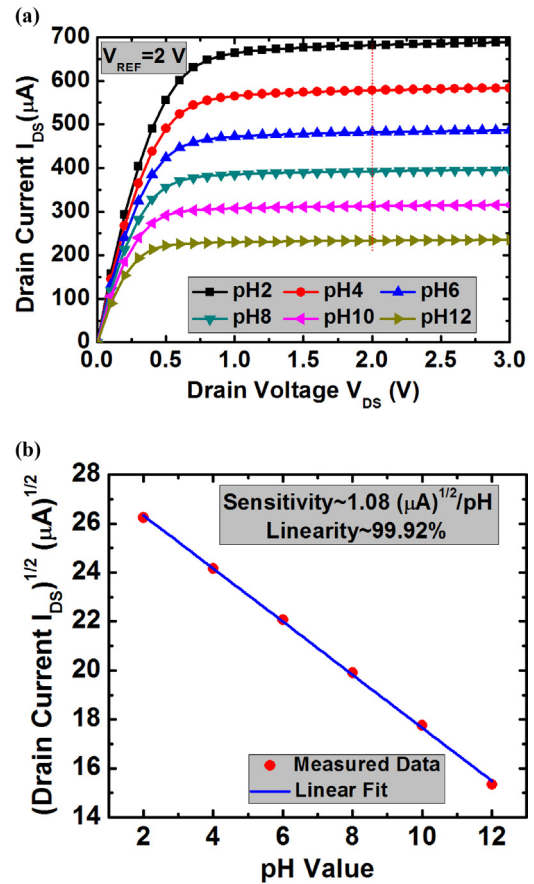 (a)
700
600
500
400
300
200
100
0
Drain Current I_DS(μA)
V_REF=2 V
pH2 pH4 pH6
pH8 pH10 pH12
0.0 0.5 1.0 1.5 2.0 2.5 3.0
Drain Voltage V_DS (V)
(b)
28
26
24
22
20
18
16
14
(Drain Current I_DS)^1/2 (μA)^1/2
Sensitivity~1.08 (μA)^1/2/pH
Linearity~99.92%
Measured Data
Linear Fit
2 4 6 8 10 12
pH Value